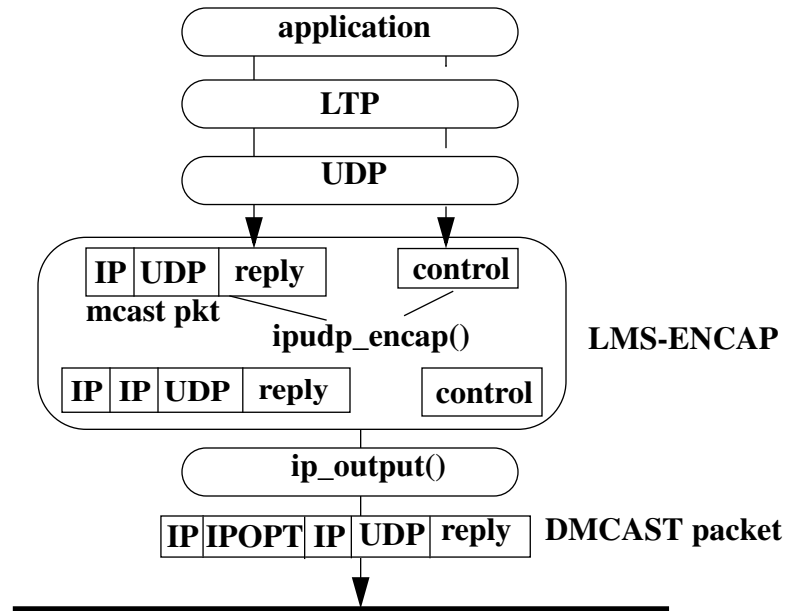 application
LTP
UDP
IP UDP reply control
mcast pkt
ipudp_encap()
LMS-ENCAP
IP IP UDP reply control
ip_output()
IP IPOPT IP UDP reply DMCAST packet